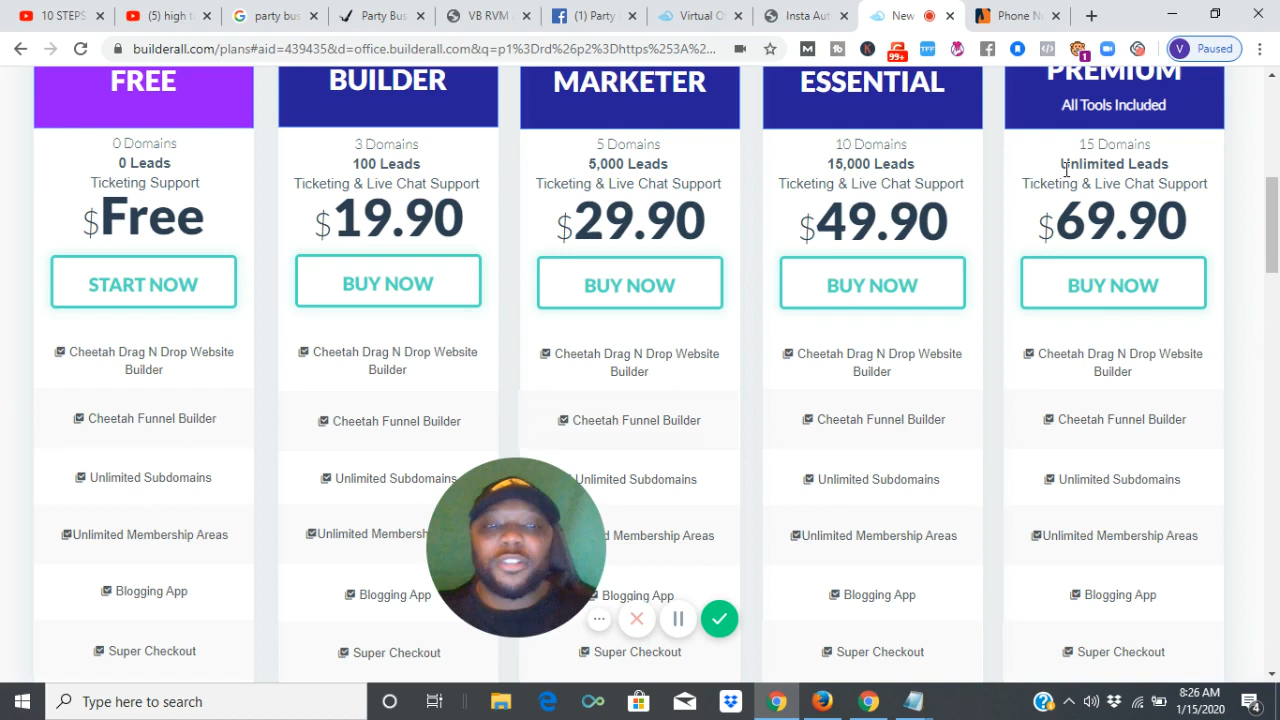 10 STEPS
(5) high t
party bus
Party Bus
VB RVM a
(1) Party
Virtual O
Insta Aut
New
Phone Nu
builderall.com/plans#aid=439435&d=office.builderall.com&q=p1%3Drd%26p2%3Dhttps%253A%...
99+
TFF
1
V Paused
FREE
BUILDER
MARKETER
ESSENTIAL
PREMIUM
All Tools Included
0 Domains
0 Leads
Ticketing Support
$Free
START NOW
3 Domains
100 Leads
Ticketing & Live Chat Support
$19.90
BUY NOW
5 Domains
5,000 Leads
Ticketing & Live Chat Support
$29.90
BUY NOW
10 Domains
15,000 Leads
Ticketing & Live Chat Support
$49.90
BUY NOW
15 Domains
Unlimited Leads
Ticketing & Live Chat Support
$69.90
BUY NOW
Cheetah Drag N Drop Website
Builder
Cheetah Drag N Drop Website
Builder
Cheetah Drag N Drop Website
Builder
Cheetah Drag N Drop Website
Builder
Cheetah Drag N Drop Website
Builder
Cheetah Funnel Builder
Cheetah Funnel Builder
Cheetah Funnel Builder
Cheetah Funnel Builder
Cheetah Funnel Builder
Unlimited Subdomains
Unlimited Subdomains
Unlimited Subdomains
Unlimited Subdomains
Unlimited Subdomains
Unlimited Membership Areas
Unlimited Membersh
d Membership Areas
Unlimited Membership Areas
Unlimited Membership Areas
Blogging App
Blogging App
Blogging App
Blogging App
Blogging App
Super Checkout
Super Checkout
Super Checkout
Super Checkout
Super Checkout
Type here to search
8:26 AM
1/15/2020
4